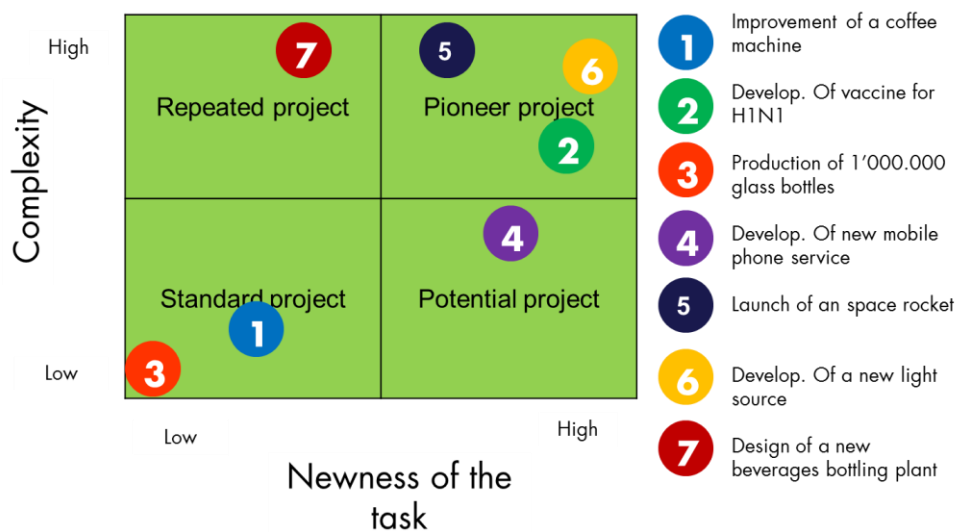 High
Complexity
Low
Repeated project
Pioneer project
Standard project
Potential project
7
5
6
2
4
1
3
Low
High
Newness of the
task
1
Improvement of a coffee
machine
2
Develop. Of vaccine for
H1N1
3
Production of 1’000.000
glass bottles
4
Develop. Of new mobile
phone service
5
Launch of an space rocket
6
Develop. Of a new light
source
7
Design of a new
beverages bottling plant